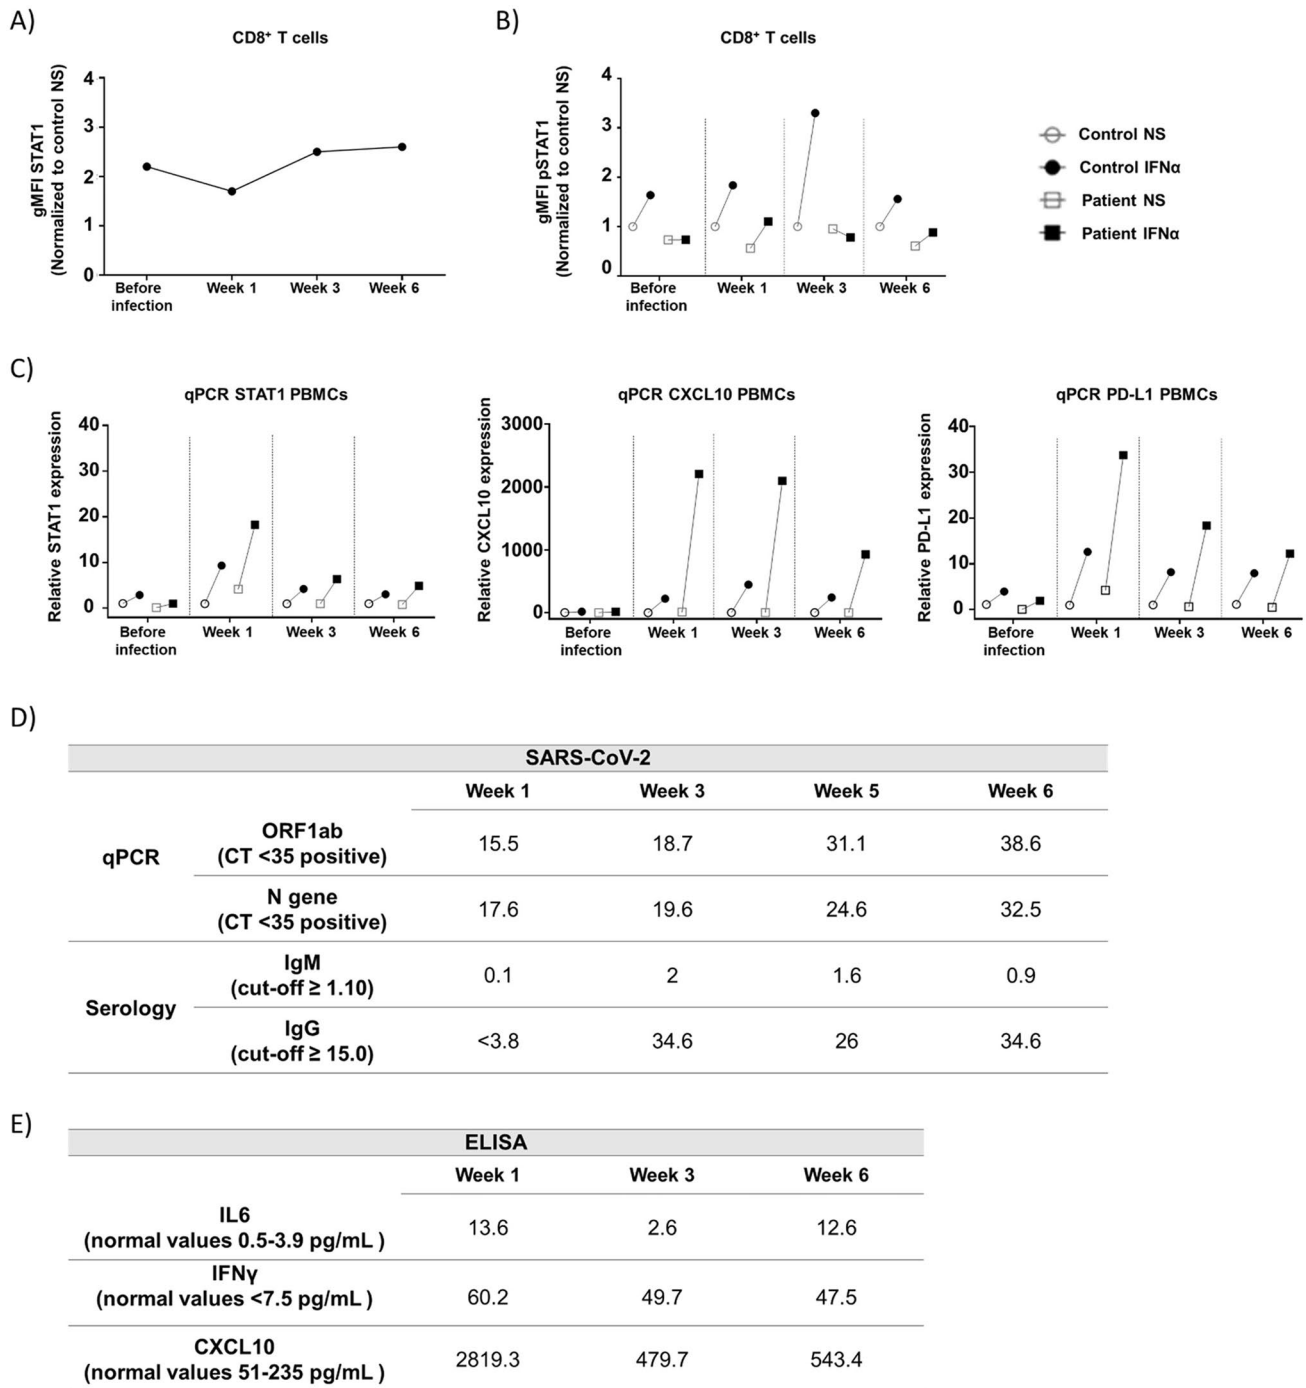 A)
CD8⁺ T cells
gMFI STAT1
(Normalized to control NS)
4
3
2
1
0
Before
infection
Week 1
Week 3
Week 6
B)
CD8⁺ T cells
gMFI pSTAT1
(Normalized to control NS)
4
3
2
1
0
Before
infection
Week 1
Week 3
Week 6
Control NS
Control IFNα
Patient NS
Patient IFNα
C)
qPCR STAT1 PBMCs
Relative STAT1 expression
40
30
20
10
0
Before
infection
Week 1
Week 3
Week 6
qPCR CXCL10 PBMCs
Relative CXCL10 expression
3000
2000
1000
0
Before
infection
Week 1
Week 3
Week 6
qPCR PD-L1 PBMCs
Relative PD-L1 expression
40
30
20
10
0
Before
infection
Week 1
Week 3
Week 6
D)
SARS-CoV-2
Week 1 Week 3 Week 5 Week 6
qPCR
ORF1ab
(CT <35 positive)
15.5 18.7 31.1 38.6
N gene
(CT <35 positive)
17.6 19.6 24.6 32.5
Serology
IgM
(cut-off ≥ 1.10)
0.1 2 1.6 0.9
IgG
(cut-off ≥ 15.0)
<3.8 34.6 26 34.6
E)
ELISA
Week 1 Week 3 Week 6
IL6
(normal values 0.5-3.9 pg/mL )
13.6 2.6 12.6
IFNγ
(normal values <7.5 pg/mL )
60.2 49.7 47.5
CXCL10
(normal values 51-235 pg/mL )
2819.3 479.7 543.4